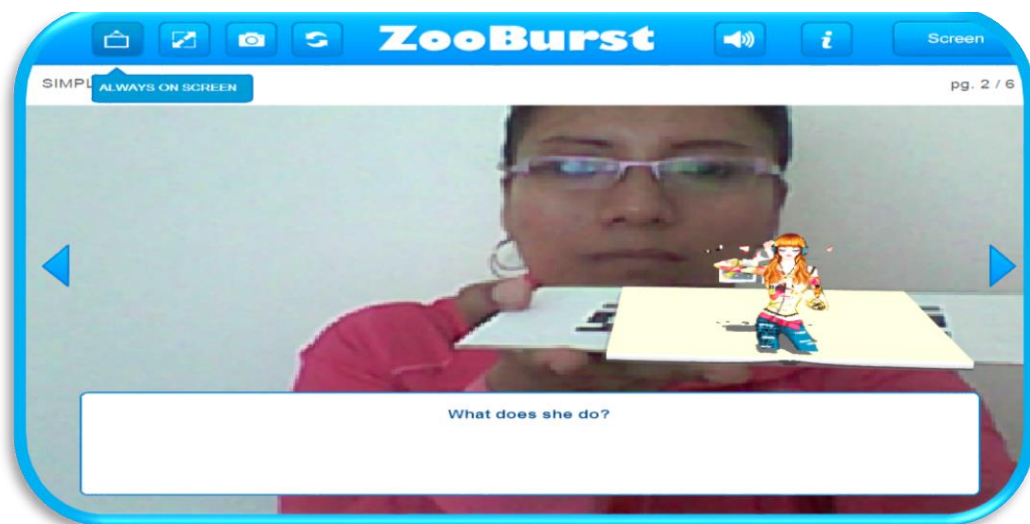 ZooBurst
Screen
SIMPL
ALWAYS ON SCREEN
pg. 2 / 6
What does she do?